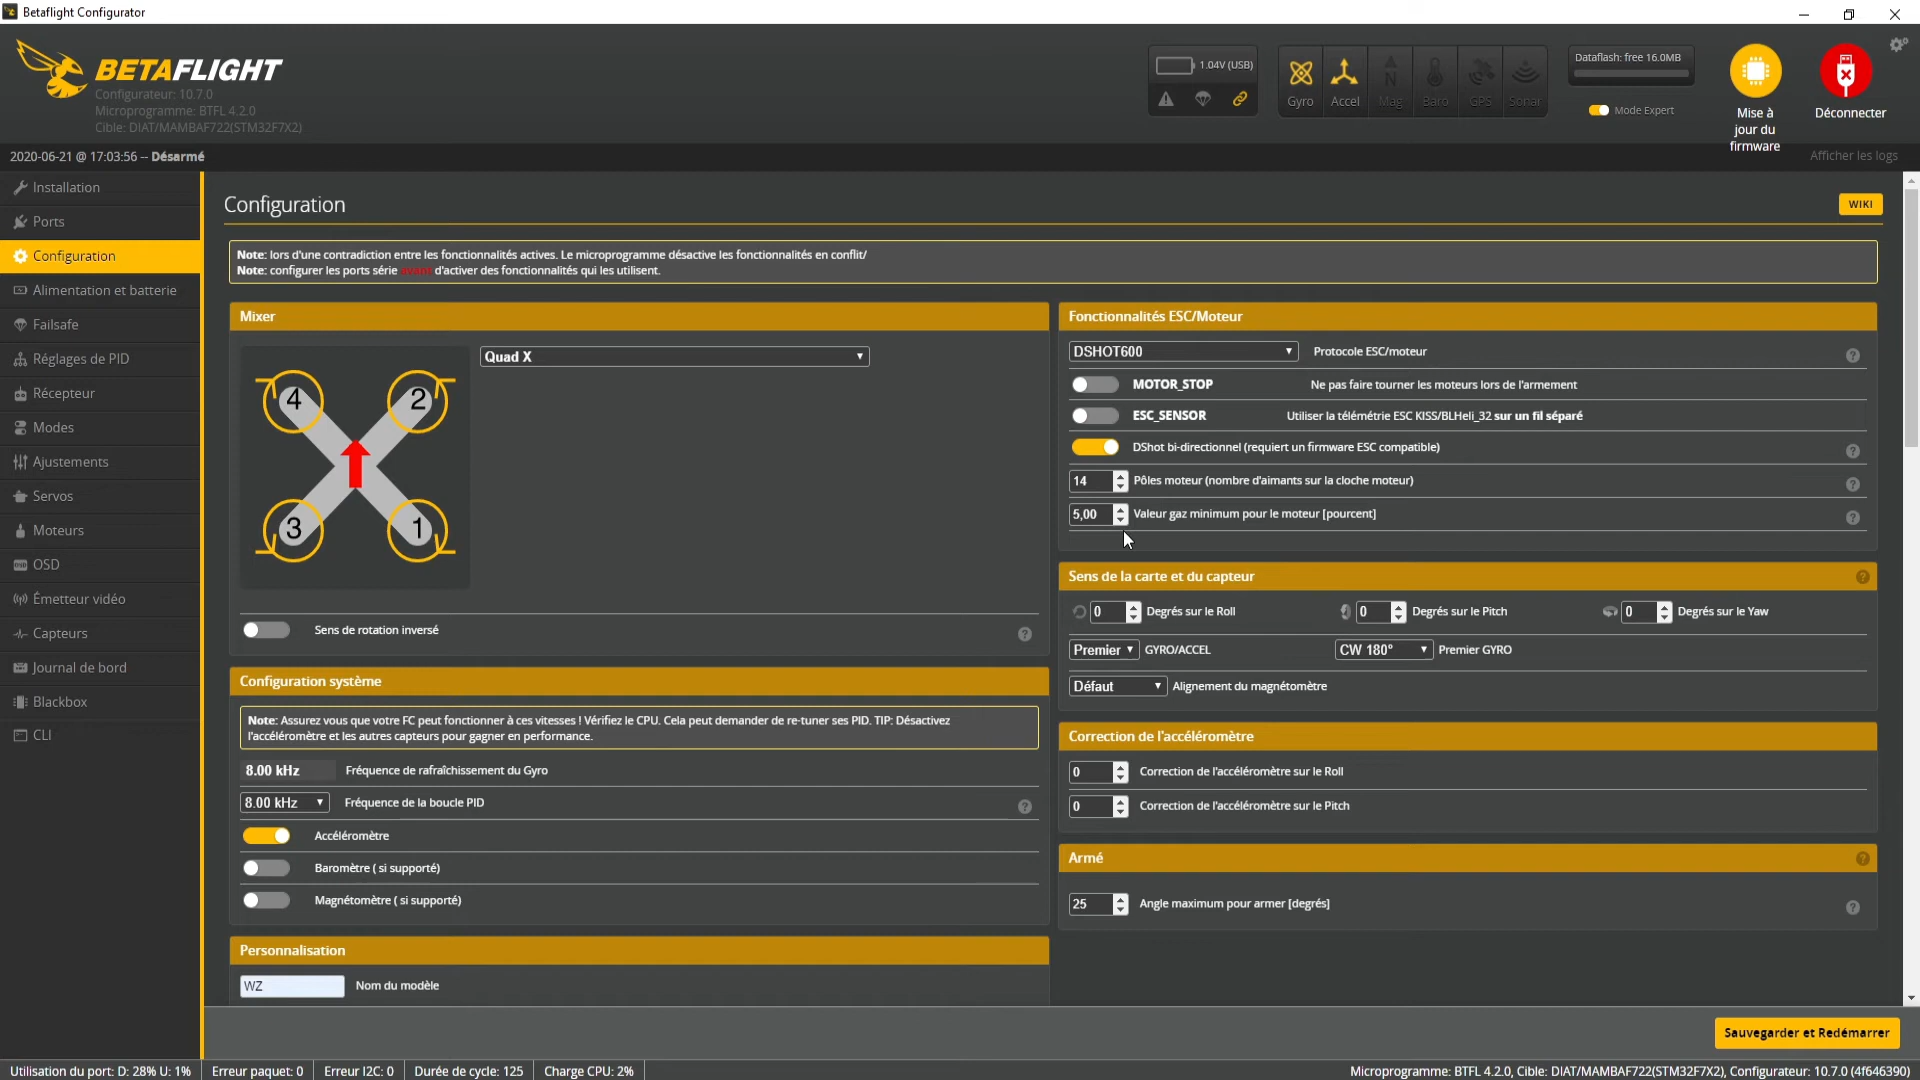 Betaflight Configurator
BETAFLIGHT
Configurateur: 10.7.0
Microprogramme: BTFL 4.2.0
Cible: DIAT/MAMBAF722(STM32F7X2)
1.04V (USB)
Gyro
Accel
Mag
Baro
GPS
Sonar
Dataflash: free 16.0MB
Mode Expert
Mise à
jour du
firmware
Déconnecter
2020-06-21 @ 17:03:56 -- Désarmé
Afficher les logs
Installation
Ports
Configuration
Alimentation et batterie
Failsafe
Réglages de PID
Récepteur
Modes
Ajustements
Servos
Moteurs
OSD
Émetteur vidéo
Capteurs
Journal de bord
Blackbox
CLI
Configuration
WIKI
Note: lors d'une contradiction entre les fonctionnalités actives. Le microprogramme désactive les fonctionnalités en conflit/
Note: configurer les ports série avant d'activer des fonctionnalités qui les utilisent.
Mixer
Quad X
4
2
3
1
Sens de rotation inversé
Configuration système
Note: Assurez vous que votre FC peut fonctionner à ces vitesses ! Vérifiez le CPU. Cela peut demander de re-tuner ses PID. TIP: Désactivez
l'accéléromètre et les autres capteurs pour gagner en performance.
8.00 kHz Fréquence de rafraîchissement du Gyro
8.00 kHz Fréquence de la boucle PID
Accéléromètre
Baromètre ( si supporté)
Magnétomètre ( si supporté)
Personnalisation
WZ Nom du modèle
Fonctionnalités ESC/Moteur
DSHOT600 Protocole ESC/moteur
MOTOR_STOP Ne pas faire tourner les moteurs lors de l'armement
ESC_SENSOR Utiliser la télémétrie ESC KISS/BLHeli_32 sur un fil séparé
DShot bi-directionnel (requiert un firmware ESC compatible)
14 Pôles moteur (nombre d'aimants sur la cloche moteur)
5,00 Valeur gaz minimum pour le moteur [pourcent]
Sens de la carte et du capteur
0 Degrés sur le Roll 0 Degrés sur le Pitch 0 Degrés sur le Yaw
Premier GYRO/ACCEL CW 180° Premier GYRO
Défaut Alignement du magnétomètre
Correction de l'accéléromètre
0 Correction de l'accéléromètre sur le Roll
0 Correction de l'accéléromètre sur le Pitch
Armé
25 Angle maximum pour armer [degrés]
Sauvegarder et Redémarrer
Utilisation du port: D: 28% U: 1% Erreur paquet: 0 Erreur I2C: 0 Durée de cycle: 125 Charge CPU: 2% Microprogramme: BTFL 4.2.0, Cible: DIAT/MAMBAF722(STM32F7X2), Configurateur: 10.7.0 (4f646390)